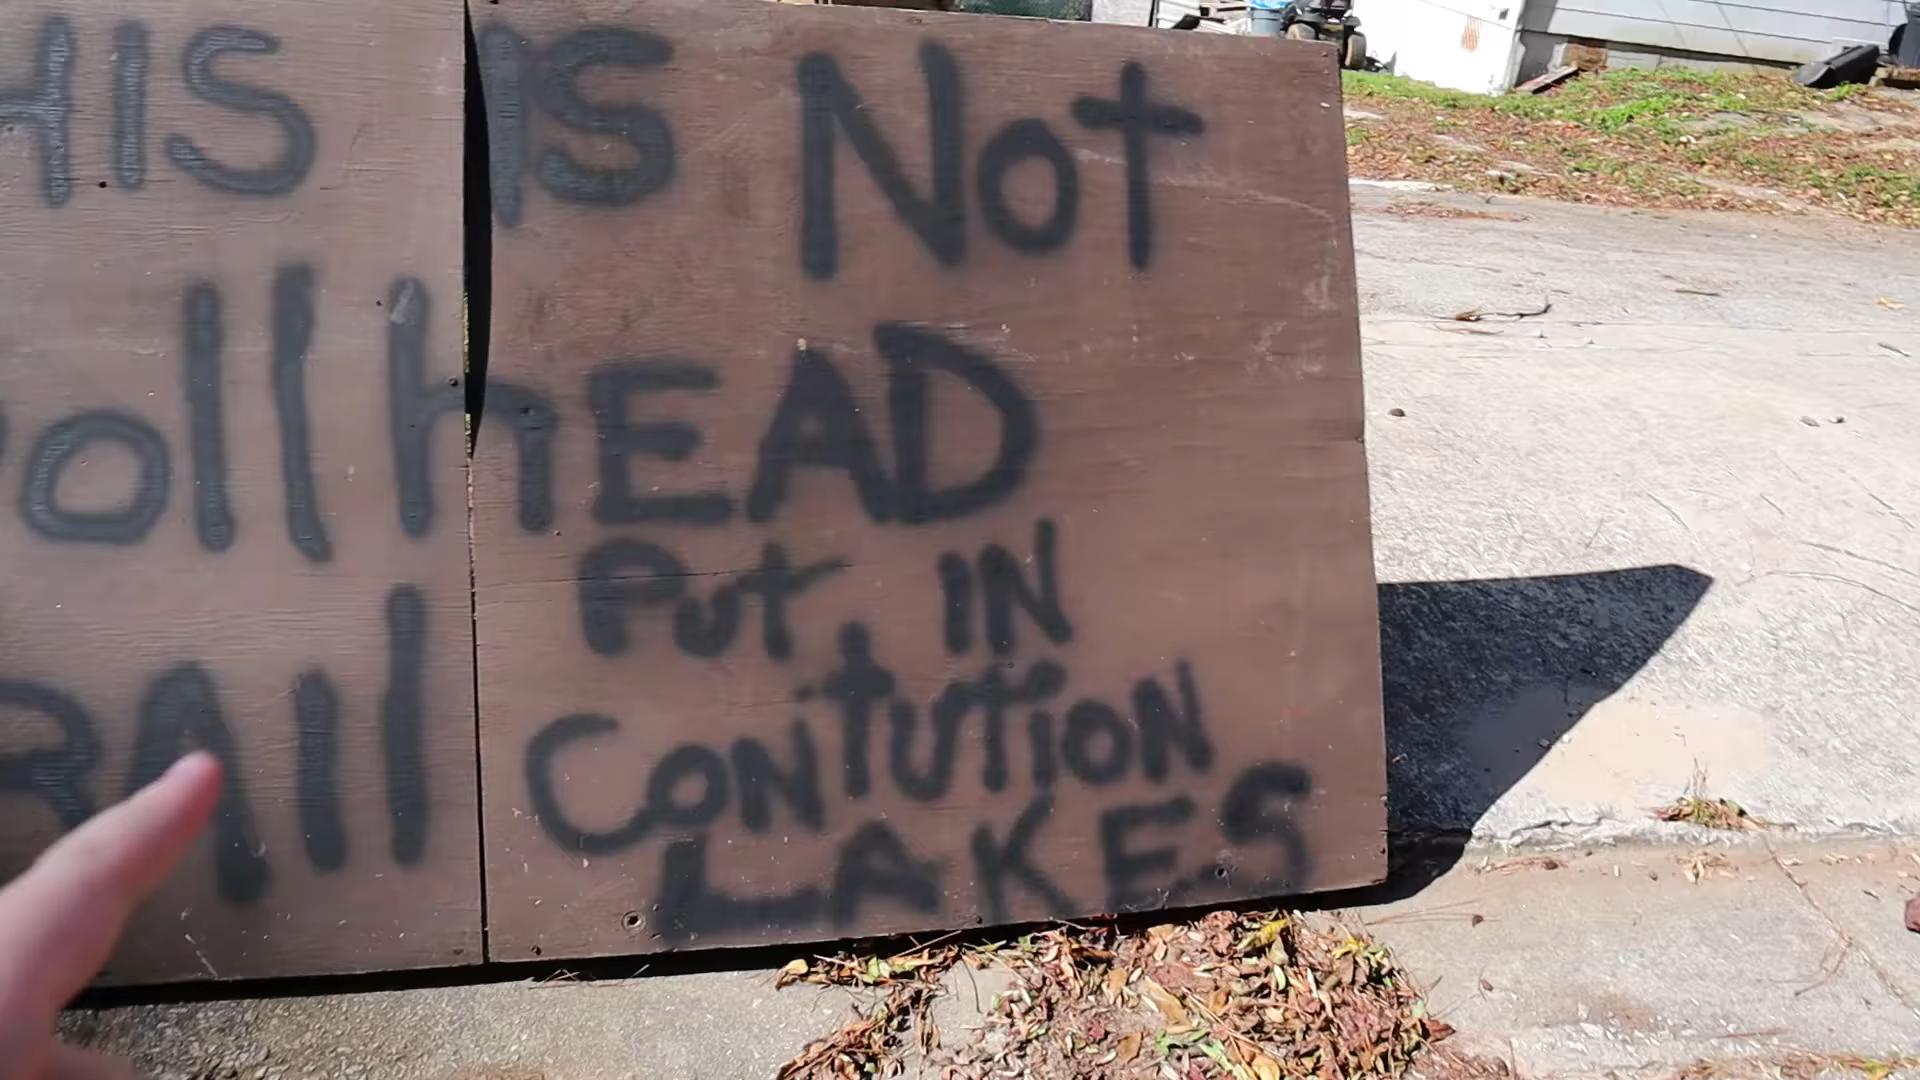 HIS IS Not
oll hEAD
RAIl Put IN
ContutioN
LAKES